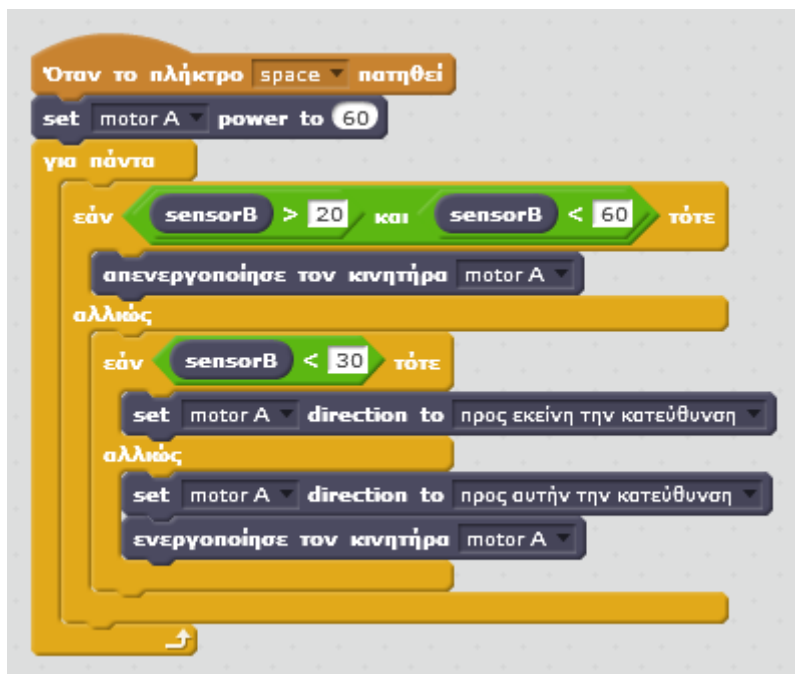 Όταν το πλήκτρο space πατηθεί
set motor A power to 60
για πάντα
εάν sensorB > 20 και sensorB < 60 τότε
απενεργοποίησε τον κινητήρα motor A
αλλιώς
εάν sensorB < 30 τότε
set motor A direction to προς εκείνη την κατεύθυνση
αλλιώς
set motor A direction to προς αυτήν την κατεύθυνση
ενεργοποίησε τον κινητήρα motor A